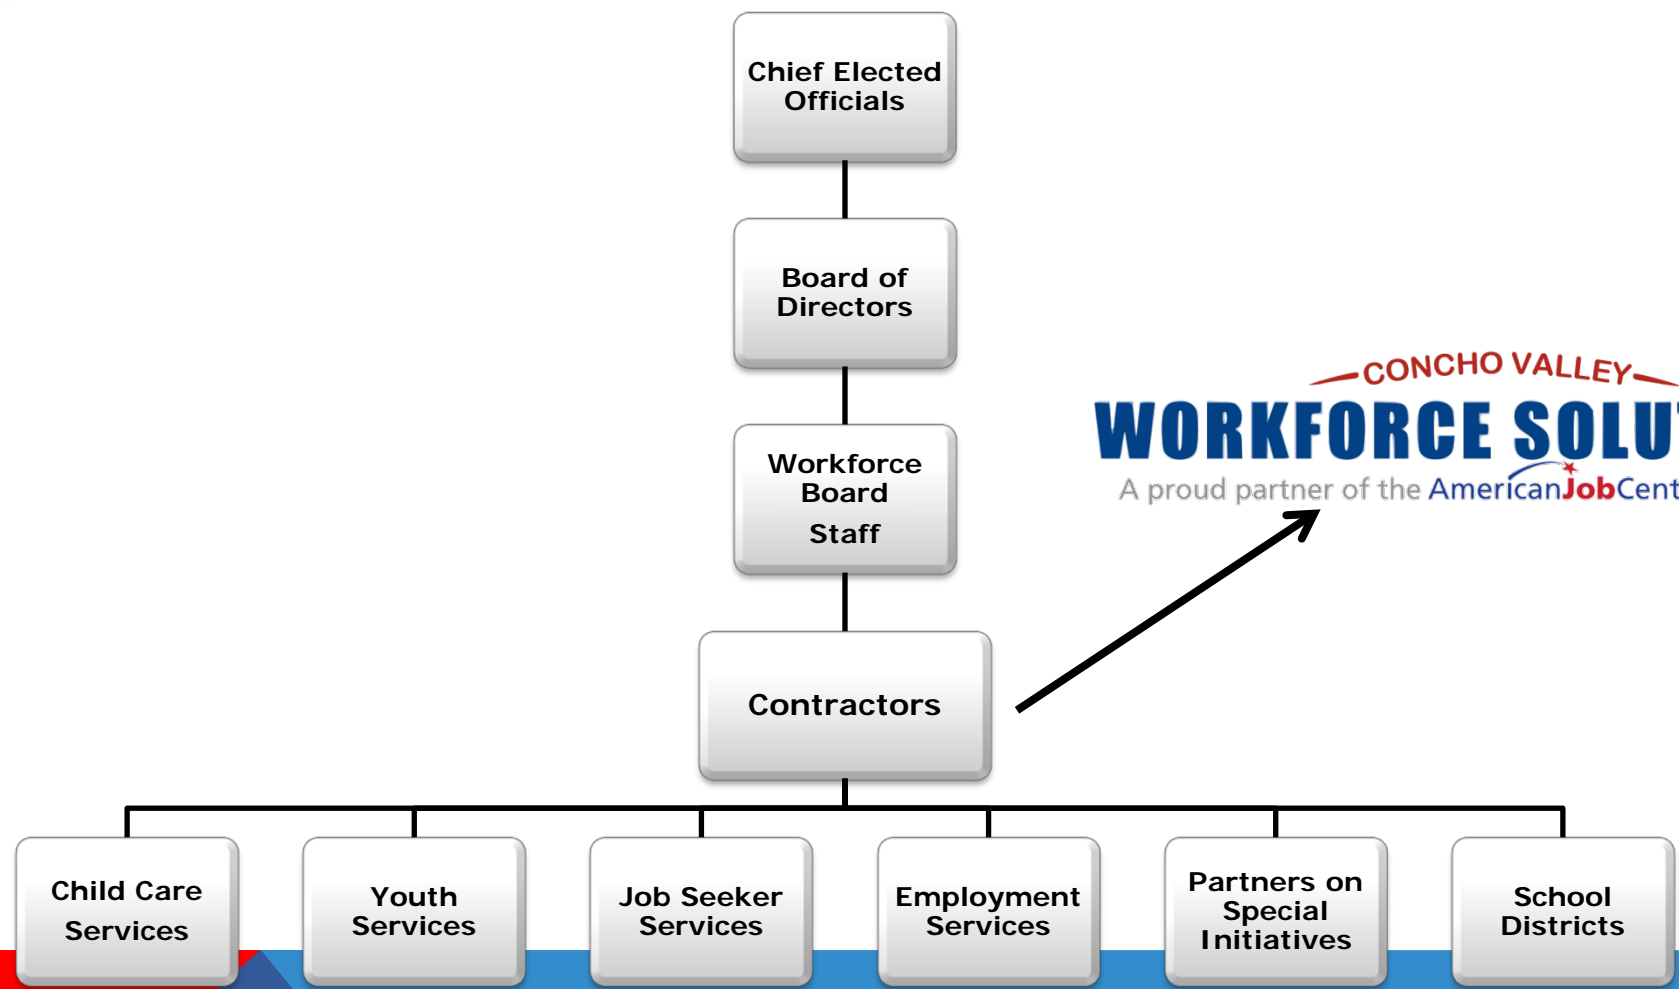 Chief Elected
Officials
Board of
Directors
CONCHO VALLEY
WORKFORCE SOLU
A proud partner of the AmericanJobCent
Workforce
Board
Staff
Contractors
Child Care
Services
Youth
Services
Job Seeker
Services
Employment
Services
Partners on
Special
Initiatives
School
Districts